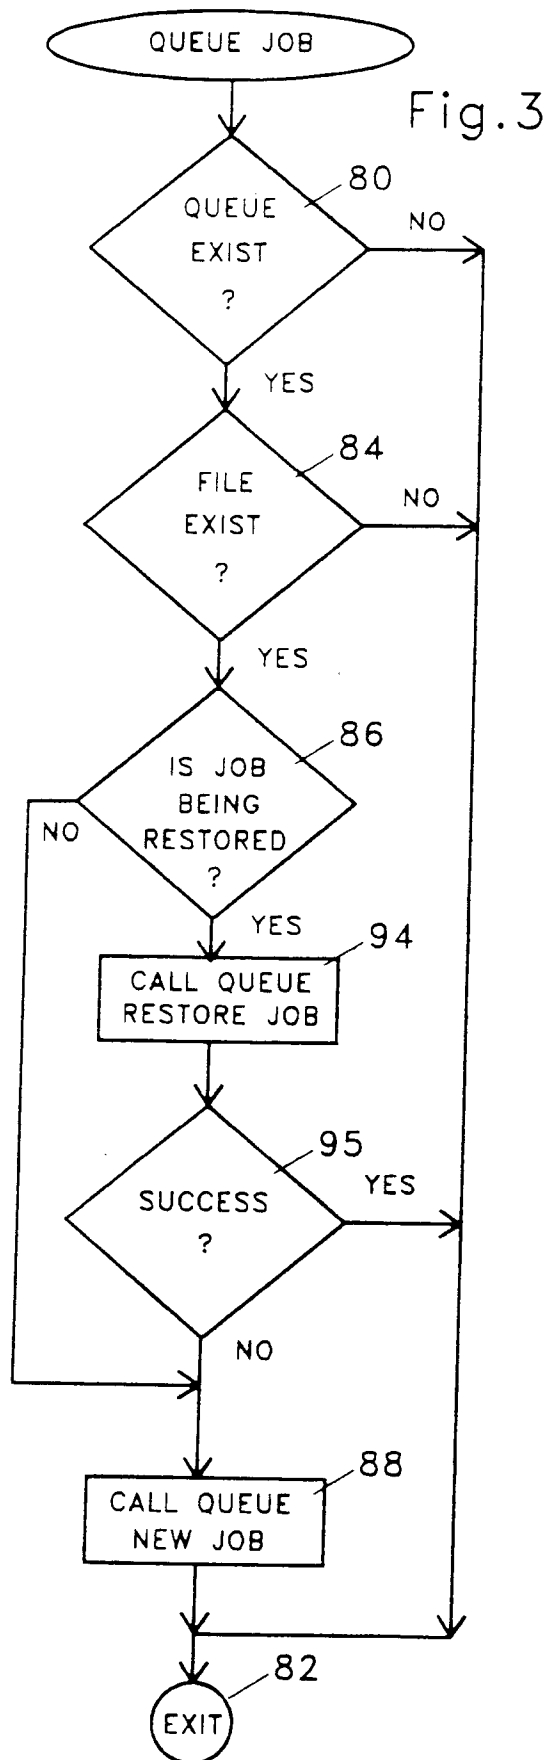 QUEUE JOB
Fig.3
80
QUEUE
EXIST
?
NO
YES
84
FILE
EXIST
?
NO
YES
86
IS JOB
BEING
RESTORED
?
NO
YES
94
CALL QUEUE
RESTORE JOB
95
SUCCESS
?
YES
NO
88
CALL QUEUE
NEW JOB
82
EXIT